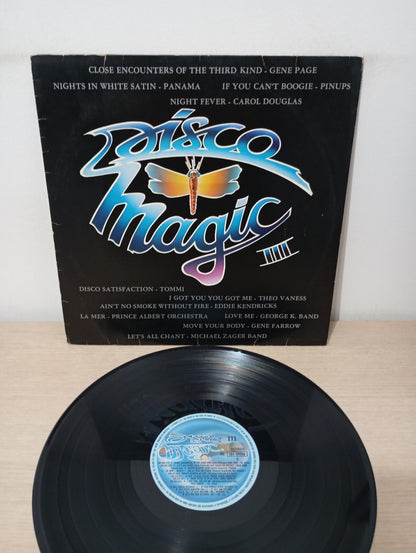 CLOSE ENCOUNTERS OF THE THIRD KIND - GENE PAGE
NIGHTS IN WHITE SATIN - PANAMA IF YOU CAN'T BOOGIE - PINUPS
NIGHT FEVER - CAROL DOUGLAS
Disco
magic
IIII
DISCO SATISFACTION - TOMMI
I GOT YOU YOU GOT ME - THEO VANESS
AIN'T NO SMOKE WITHOUT FIRE - EDDIE KENDRICKS
LA MER - PRINCE ALBERT ORCHESTRA LOVE ME - GEORGE K. BAND
MOVE YOUR BODY - GENE FARROW
LET'S ALL CHANT - MICHAEL ZAGER BAND
Disco